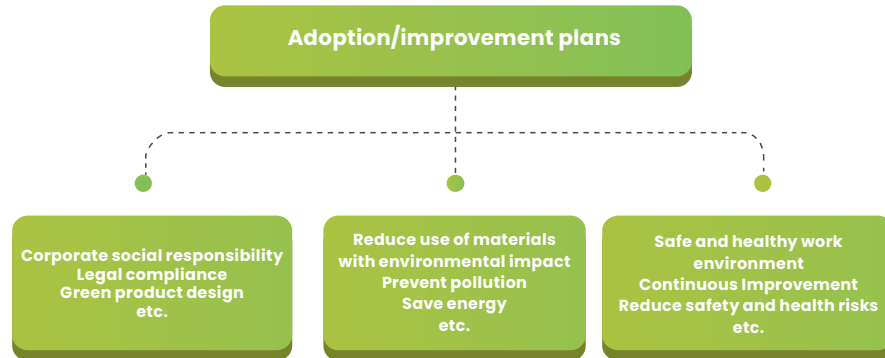 Adoption/improvement plans
Corporate social responsibility
Legal compliance
Green product design
etc.
Reduce use of materials
with environmental impact
Prevent pollution
Save energy
etc.
Safe and healthy work
environment
Continuous Improvement
Reduce safety and health risks
etc.